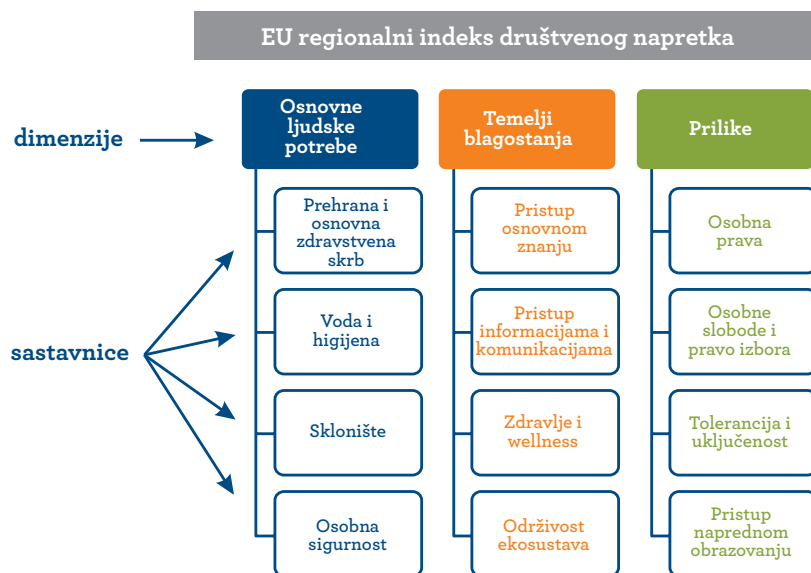 EU regionalni indeks društvenog napretka
dimenzije
Osnovne
ljudske
potrebe
Temelji
blagostanja
Prilike
sastavnice
Prehrana i
osnovna
zdravstvena
skrb
Pristup
osnovnom
znanju
Osobna
prava
Voda i
higijena
Pristup
informacijama i
komunikacijama
Osobne
slobode i
pravo izbora
Sklonište
Zdravlje i
wellness
Tolerancija i
uključenost
Osobna
sigurnost
Održivost
ekosustava
Pristup
naprednom
obrazovanju